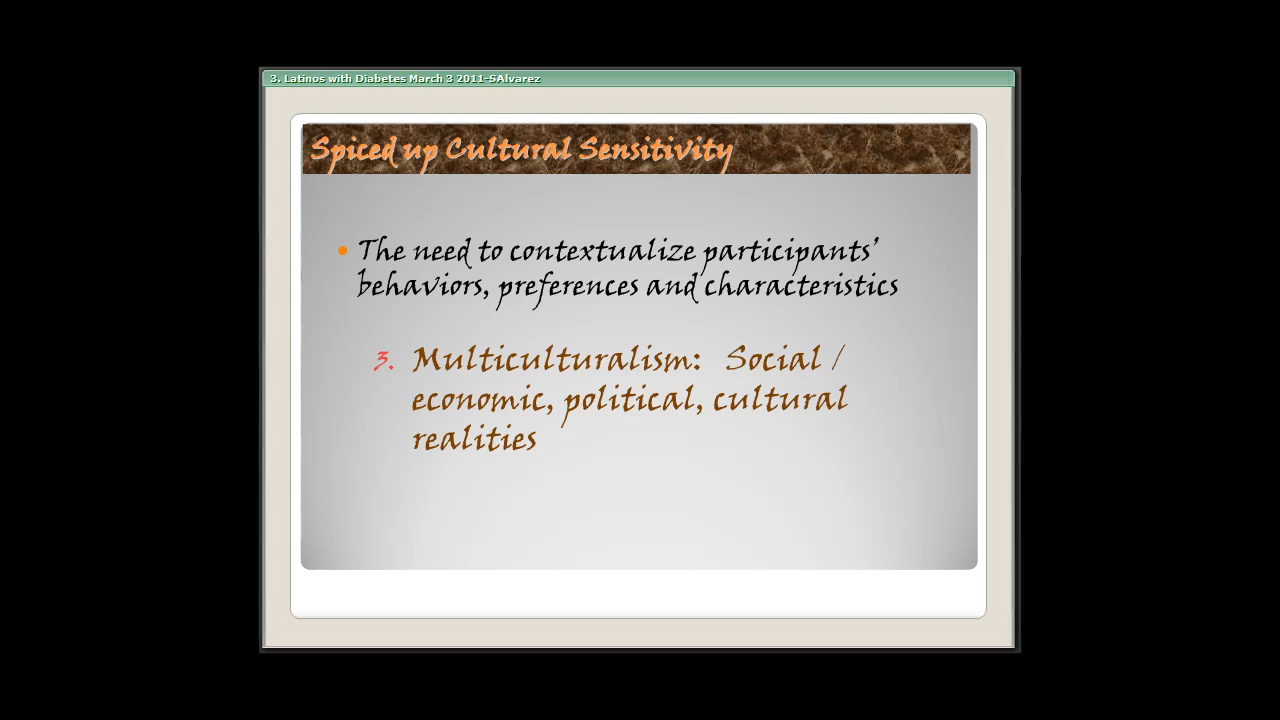 3. Latinos with Diabetes March 3 2011-SAlvarez
Spiced up Cultural Sensitivity
• The need to contextualize participants’
behaviors, preferences and characteristics
3. Multiculturalism: Social /
economic, political, cultural
realities